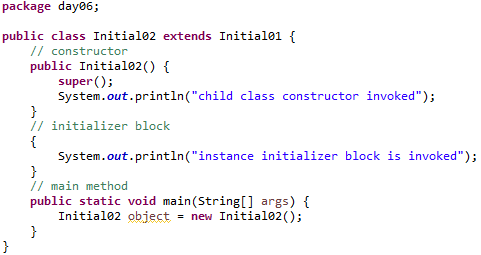 package day06;
public class Initial02 extends Initial01 {
// constructor
public Initial02() {
super();
System.out.println("child class constructor invoked");
}
// initializer block
{
System.out.println("instance initializer block is invoked");
}
// main method
public static void main(String[] args) {
Initial02 object = new Initial02();
}
}